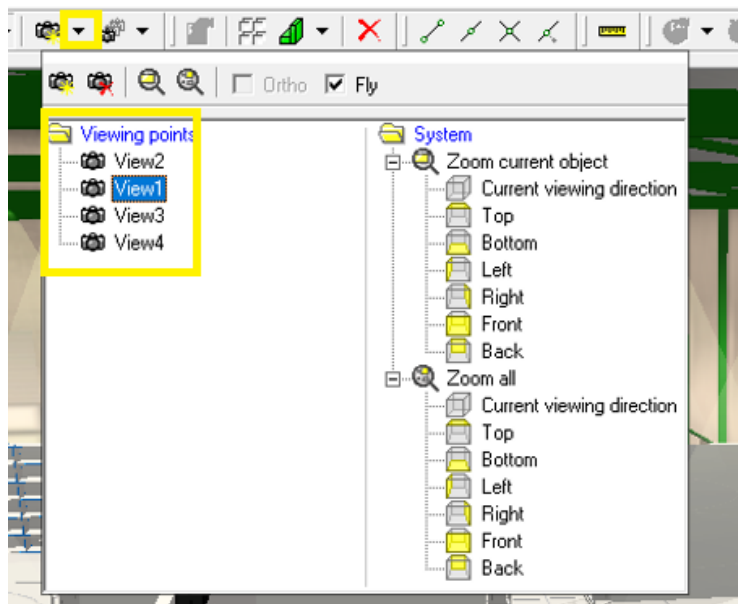 Ortho Fly
Viewing points
View2
View1
View3
View4
System
Zoom current object
Current viewing direction
Top
Bottom
Left
Right
Front
Back
Zoom all
Current viewing direction
Top
Bottom
Left
Right
Front
Back